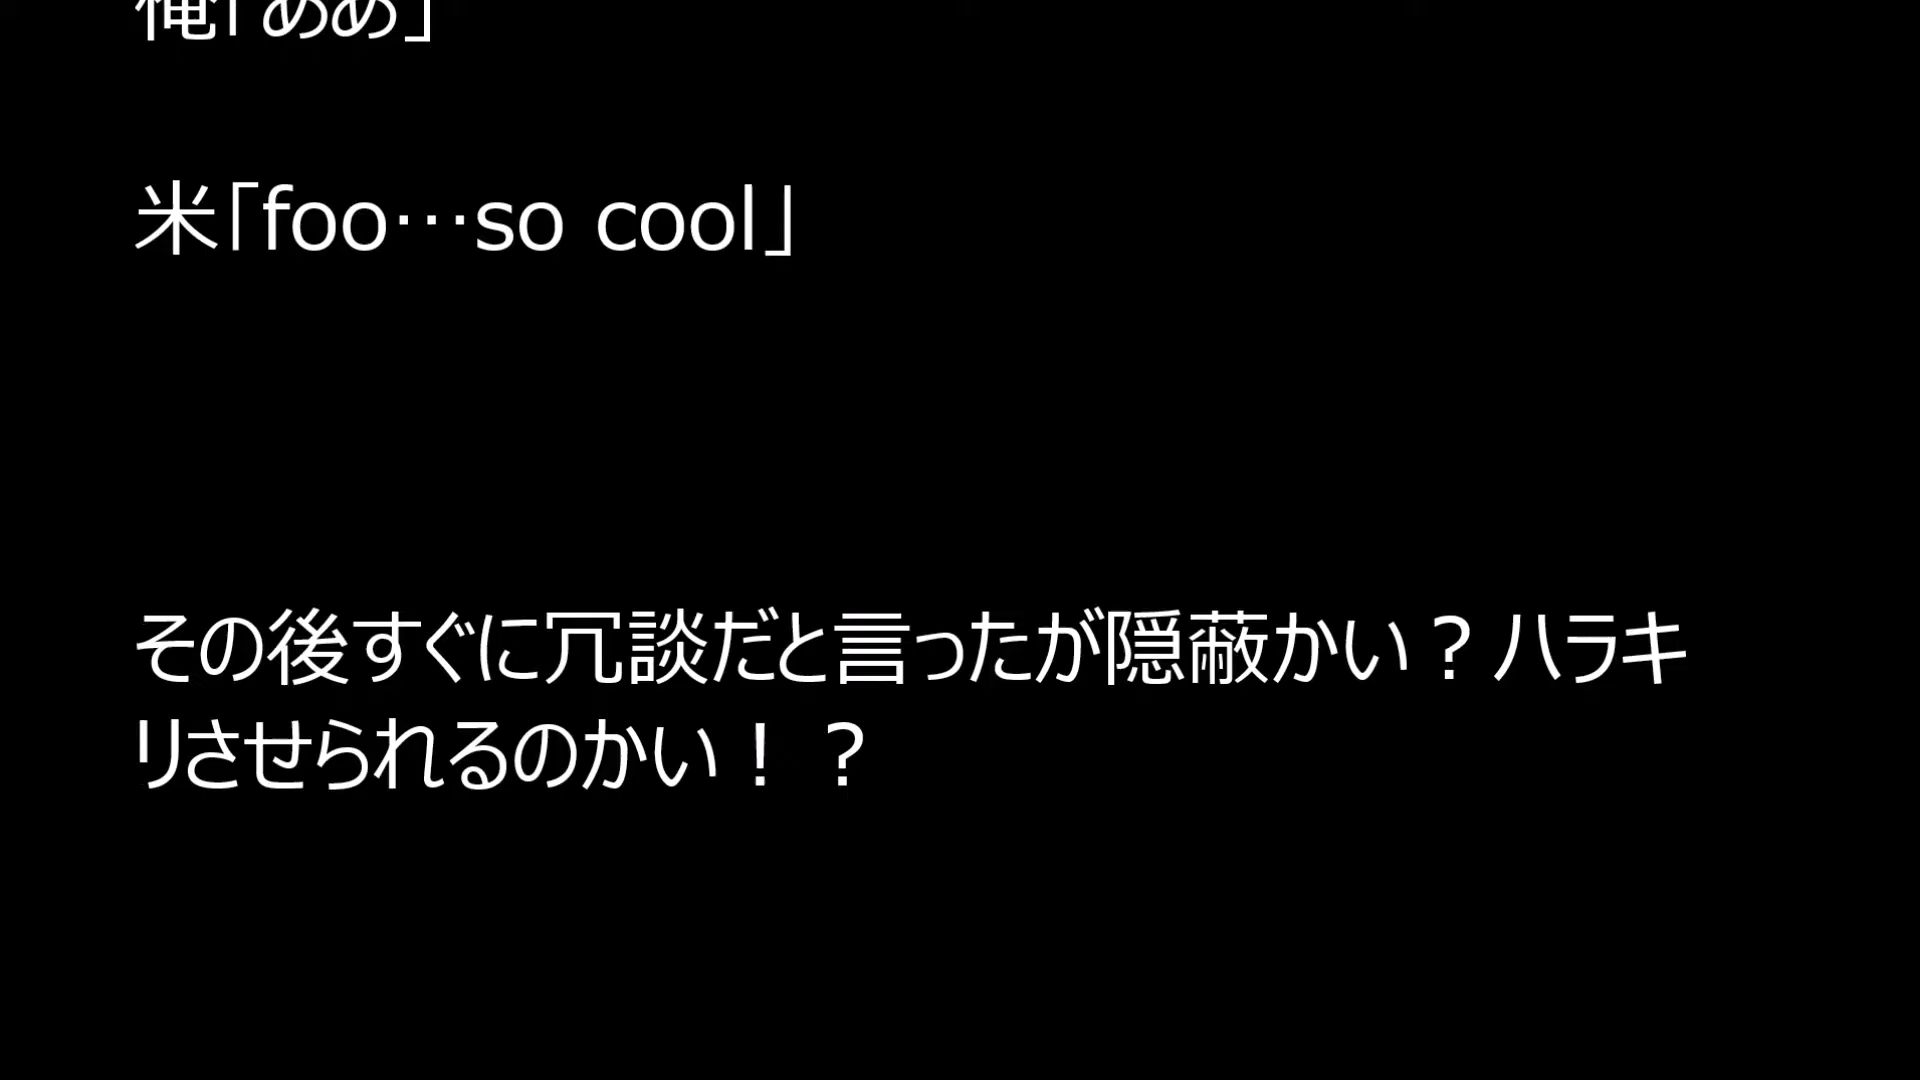 俺「ああ」
米「foo…so cool」
その後すぐに冗談だと言ったが隠蔽かい？ハラキ
リさせられるのかい！？